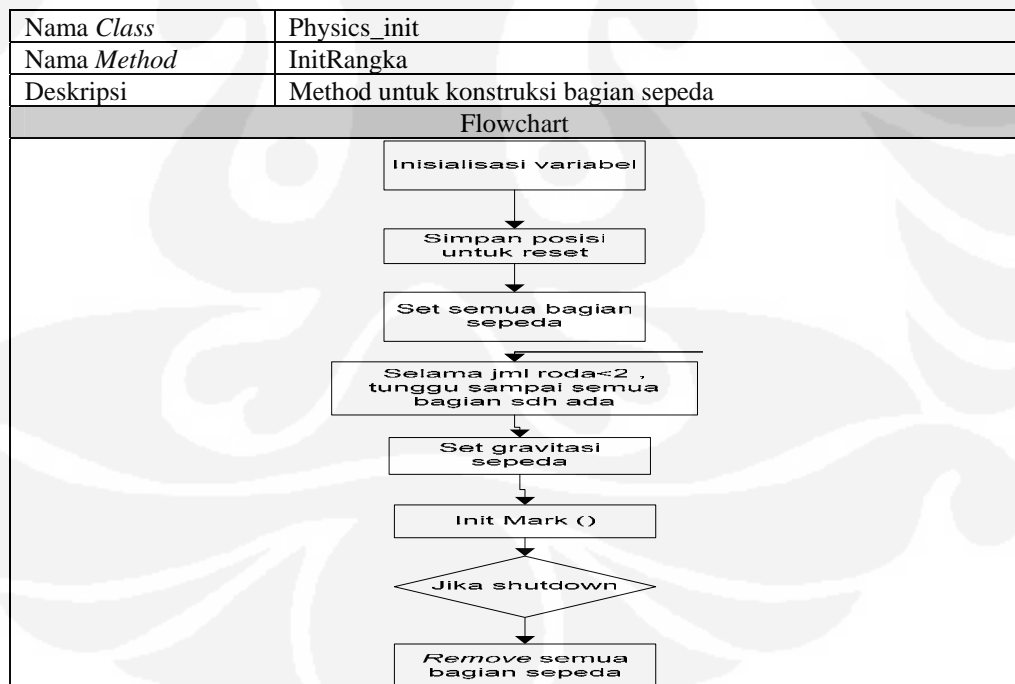 Nama Class Physics_init
Nama Method InitRangka
Deskripsi Method untuk konstruksi bagian sepeda
Flowchart
Inisialisasi variabel
Simpan posisi
untuk reset
Set semua bagian
sepeda
Selama jml roda<2 ,
tunggu sampai semua
bagian sdh ada
Set gravitasi
sepeda
Init Mark ()
Jika shutdown
Remove semua
bagian sepeda